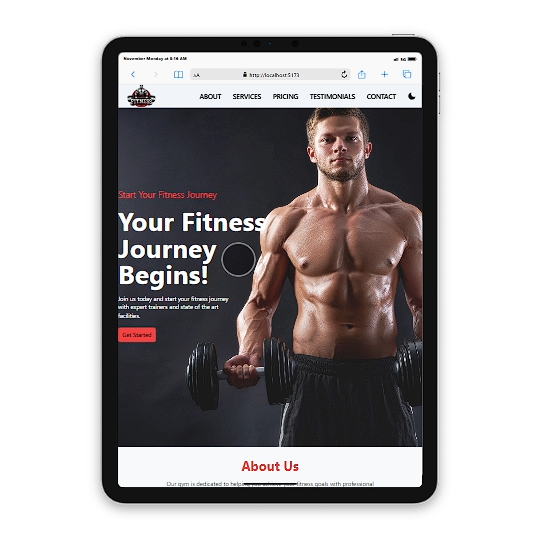 November Monday at 5:16 AM
5G
AA
http://localhost:5173
ABOUT SERVICES PRICING TESTIMONIALS CONTACT
Start Your Fitness Journey
Your Fitness
Journey
Begins!
Join us today and start your fitness journey
with expert trainers and state of the art
facilities.
Get Started
About Us
Our gym is dedicated to helping you achieve your fitness goals with professional